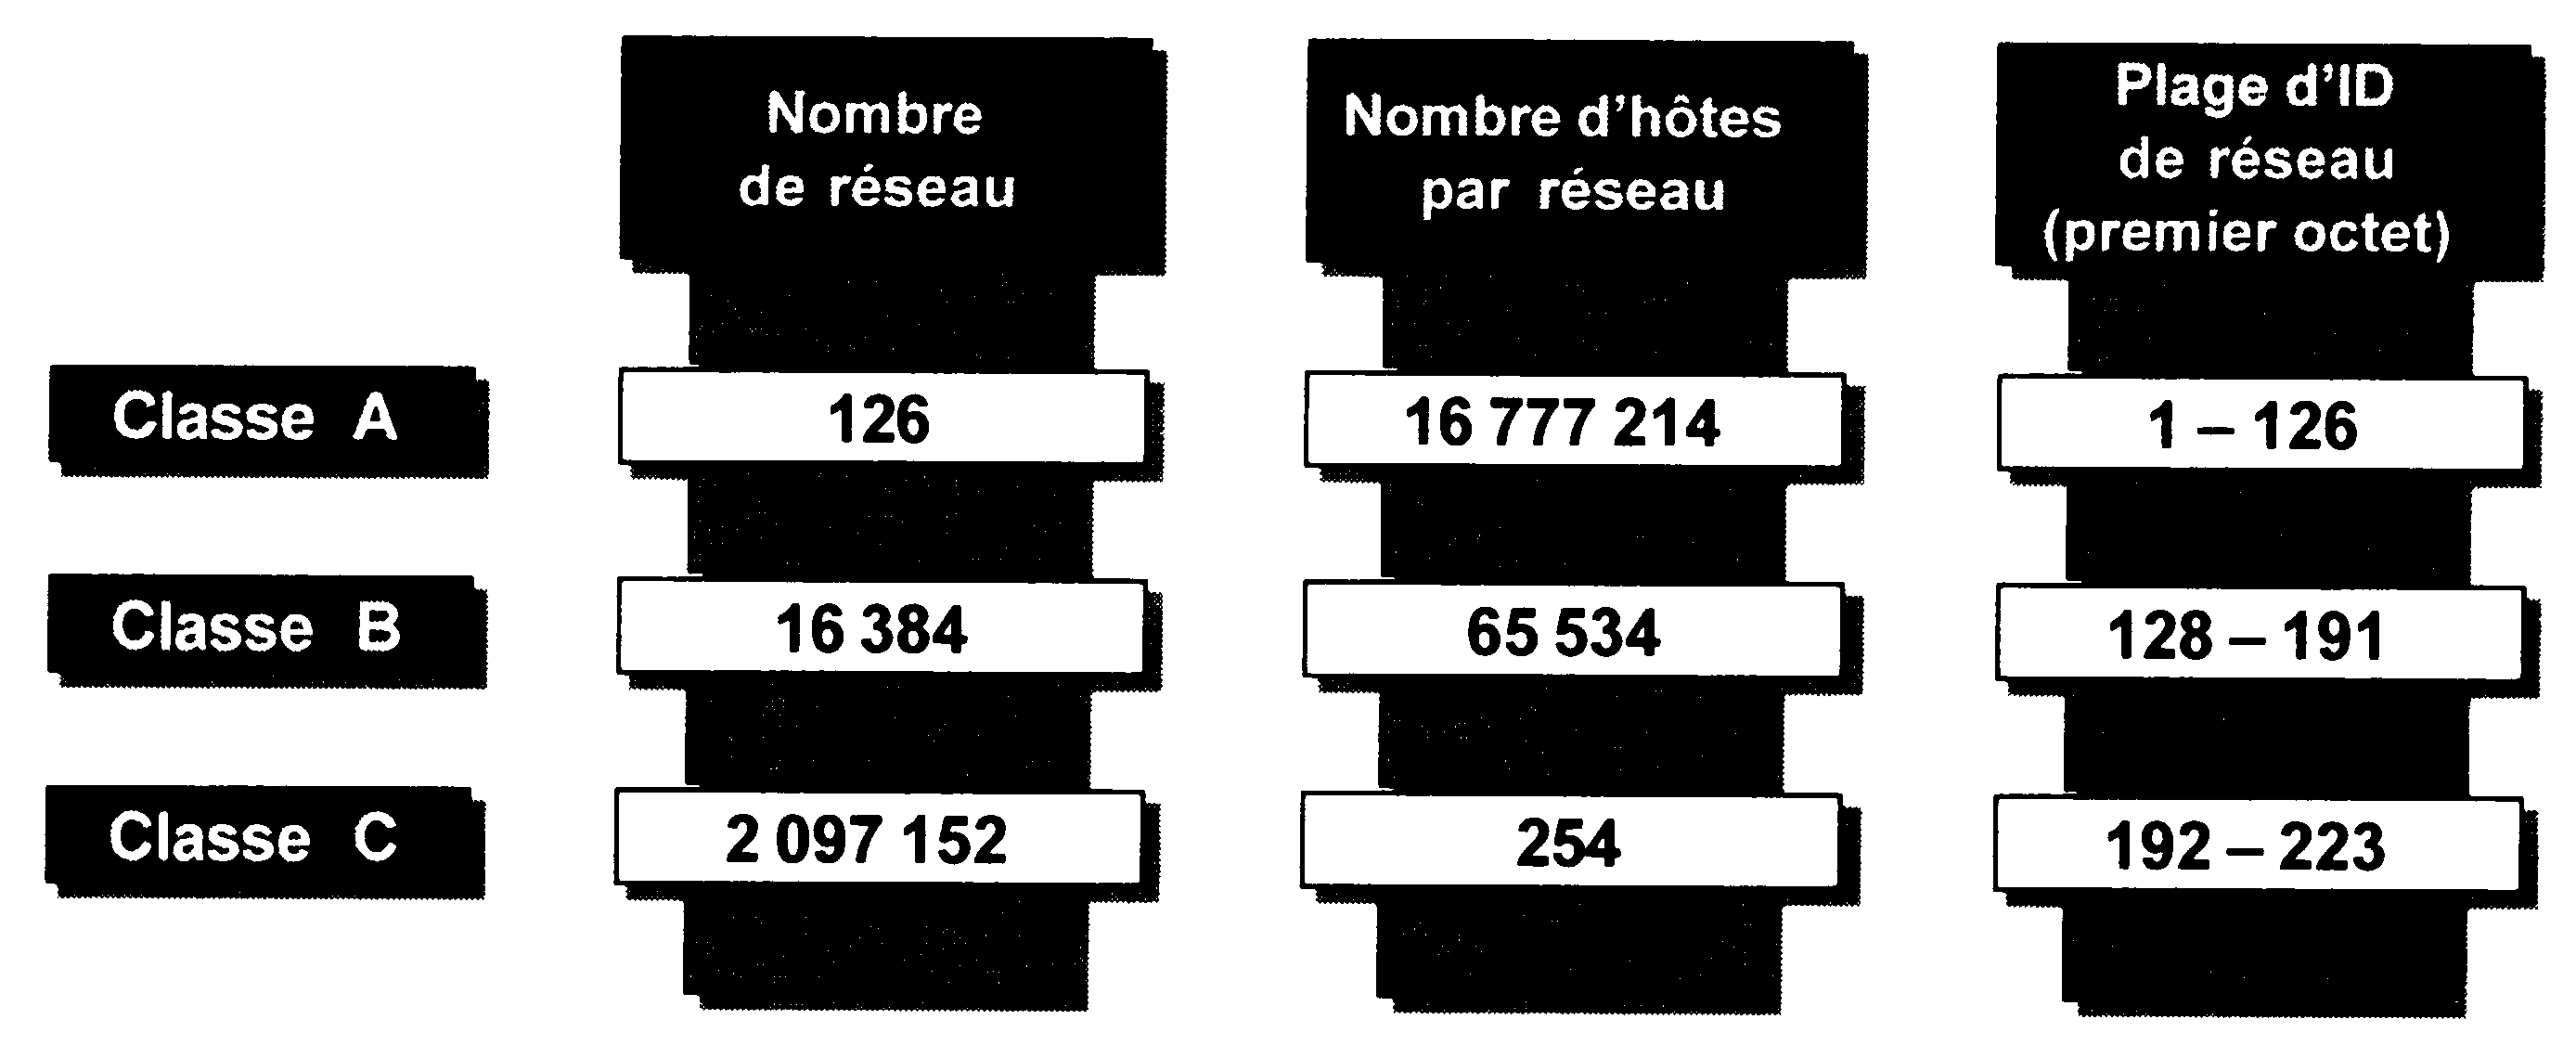 Nombre
de réseau
Nombre d'hôtes
par réseau
Plage d'ID
de réseau
(premier octet)
Classe A
126
16 777 214
1 – 126
Classe B
16 384
65 534
128 – 191
Classe C
2 097 152
254
192 – 223